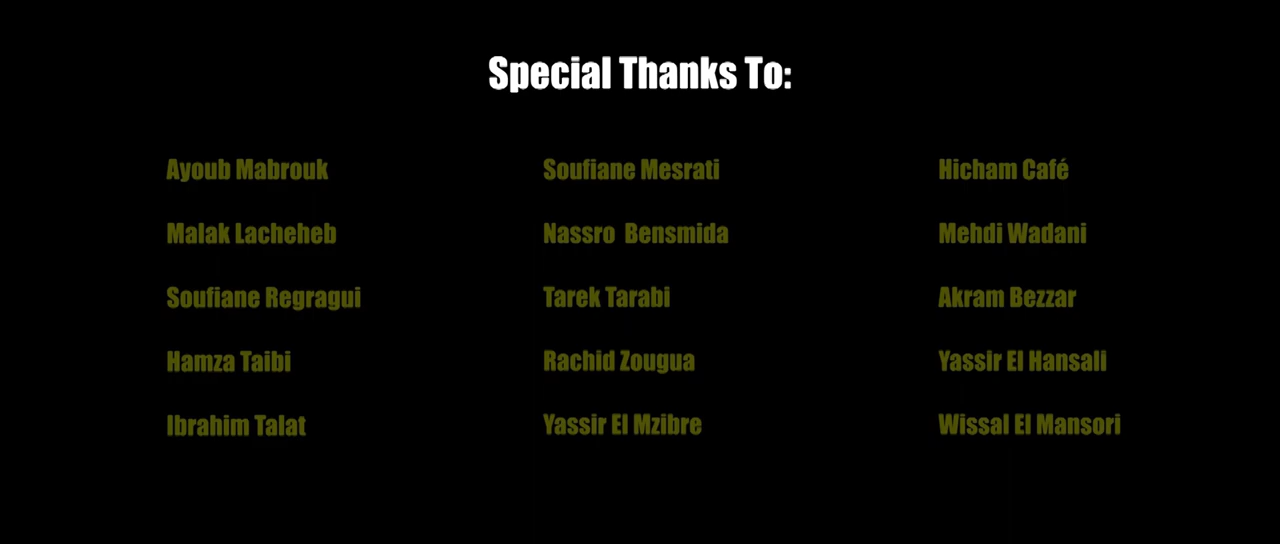 Special Thanks To:
Ayoub Mabrouk
Soufiane Mesrati
Hicham Café
Malak Lacheheb
Nassro Bensmida
Mehdi Wadani
Soufiane Regragui
Tarek Tarabi
Akram Bezzar
Hamza Taibi
Rachid Zougua
Yassir El Hansali
Ibrahim Talat
Yassir El Mzibre
Wissal El Mansori